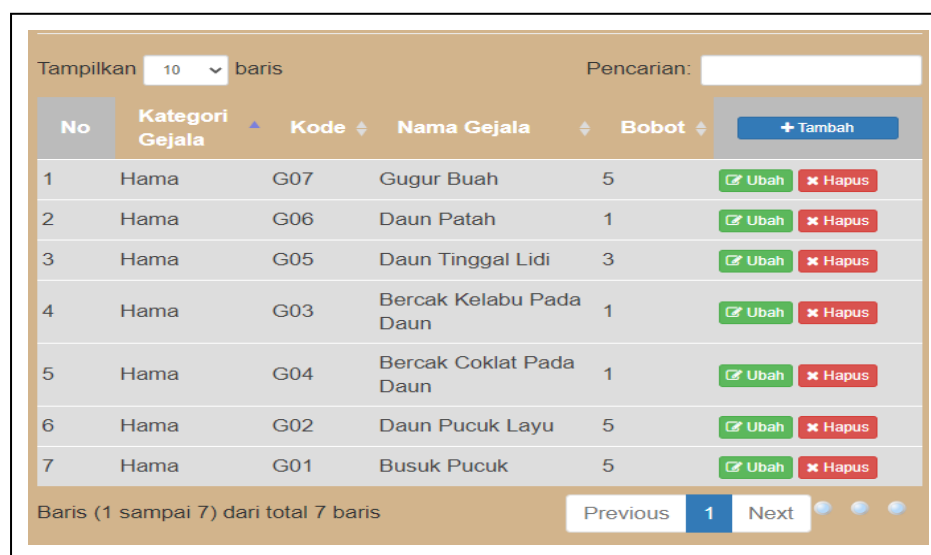 Tampilkan 10 baris Pencarian:
No Kategori Gejala Kode Nama Gejala Bobot Tambah
1 Hama G07 Gugur Buah 5 Ubah Hapus
2 Hama G06 Daun Patah 1 Ubah Hapus
3 Hama G05 Daun Tinggal Lidi 3 Ubah Hapus
4 Hama G03 Bercak Kelabu Pada Daun 1 Ubah Hapus
5 Hama G04 Bercak Coklat Pada Daun 1 Ubah Hapus
6 Hama G02 Daun Pucuk Layu 5 Ubah Hapus
7 Hama G01 Busuk Pucuk 5 Ubah Hapus
Baris (1 sampai 7) dari total 7 baris Previous 1 Next